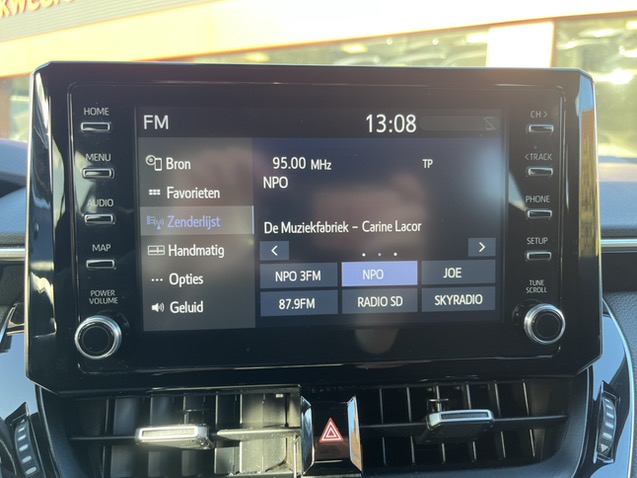 FM 13:08
HOME
MENU
AUDIO
MAP
POWER
VOLUME
Bron
Favorieten
Zenderlijst
Handmatig
Opties
Geluid
95.00 MHz TP
NPO
De Muziekfabriek - Carine Lacor
< >
NPO 3FM NPO JOE
87.9FM RADIO SD SKYRADIO
CH >
< TRACK
PHONE
SETUP
TUNE
SCROLL